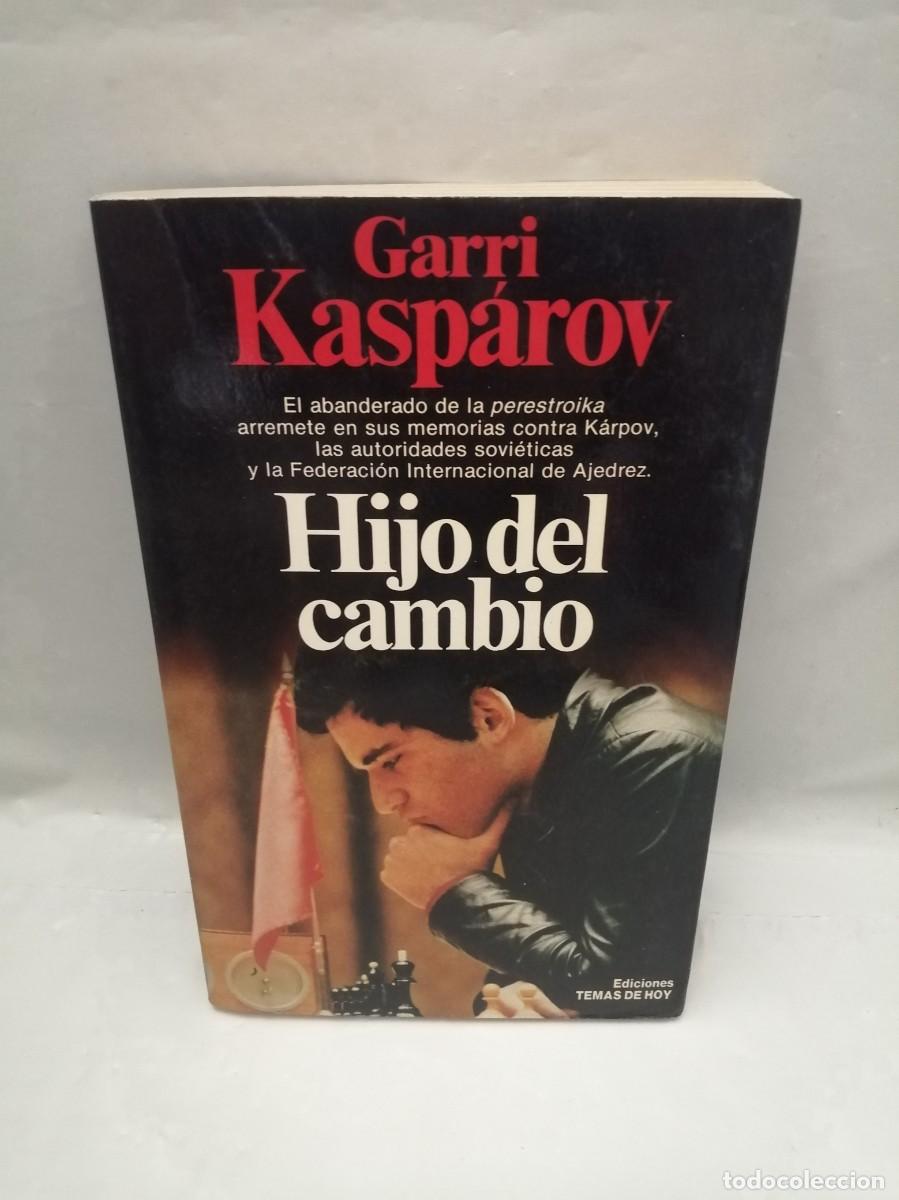 Garri
Kaspárov
El abanderado de la perestroika
arremete en sus memorias contra Kárpov,
las autoridades soviéticas
y la Federación Internacional de Ajedrez.
Hijo del
cambio
Ediciones
TEMAS DE HOY
todocoleccion